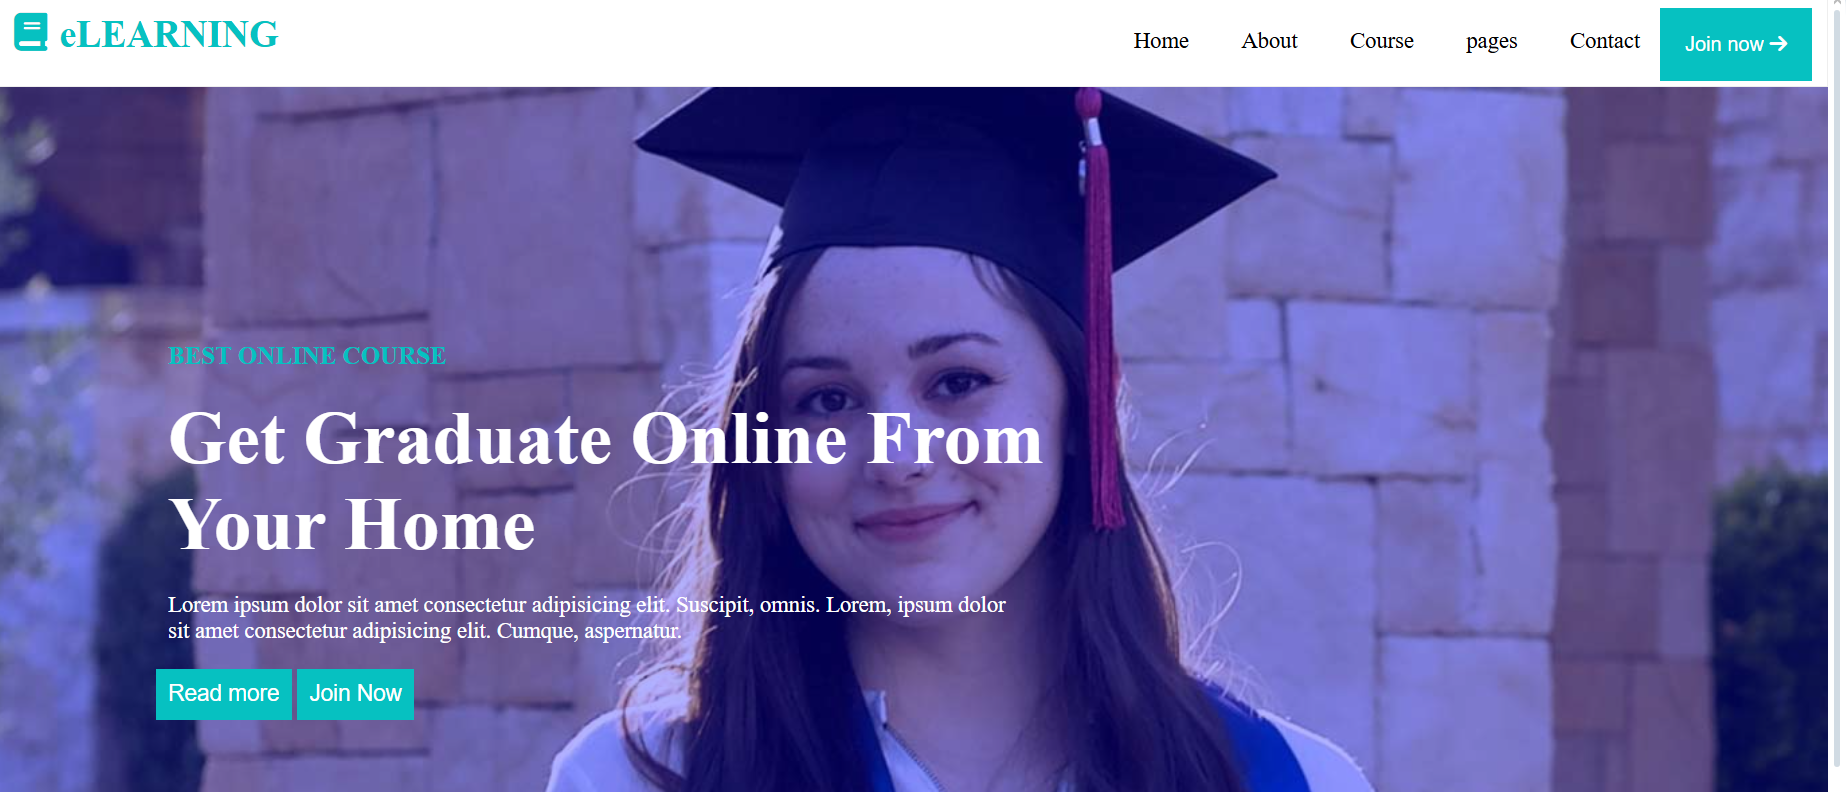 eLEARNING
Home About Course pages Contact Join now
BEST ONLINE COURSE
Get Graduate Online From
Your Home
Lorem ipsum dolor sit amet consectetur adipisicing elit. Suscipit, omnis. Lorem, ipsum dolor
sit amet consectetur adipisicing elit. Cumque, aspernatur.
Read more Join Now